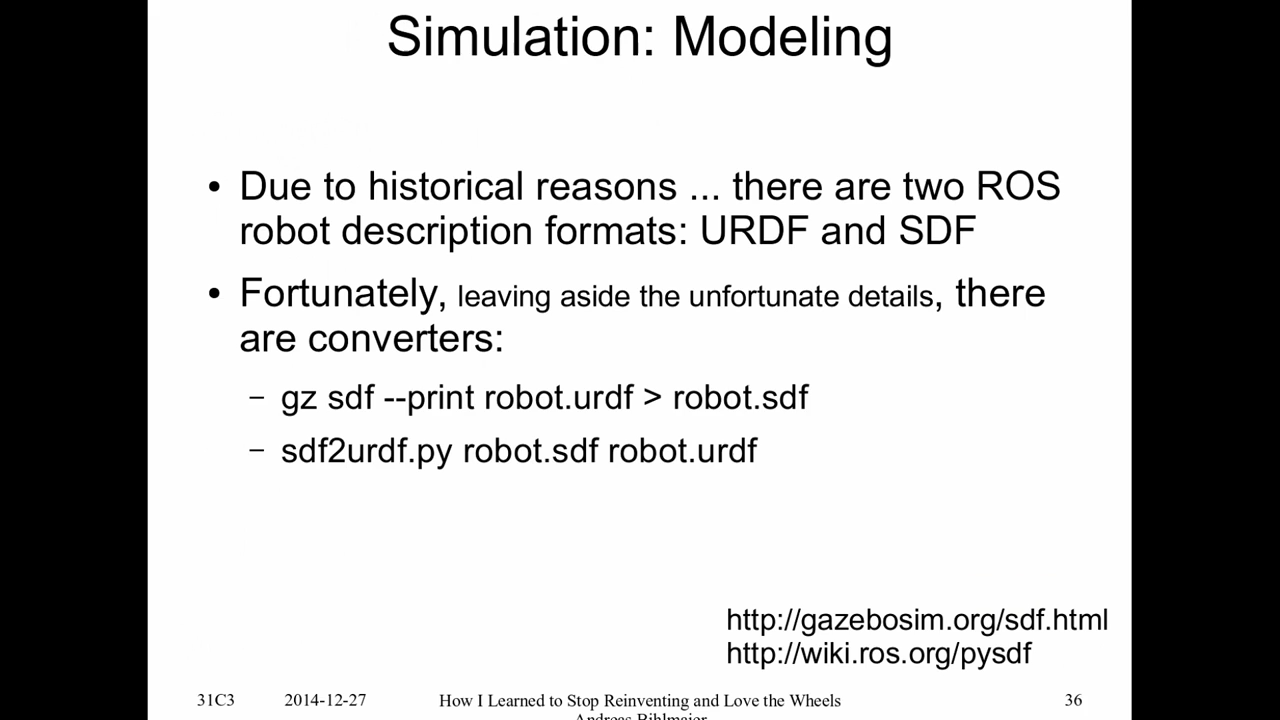 Simulation: Modeling
• Due to historical reasons ... there are two ROS
robot description formats: URDF and SDF
• Fortunately, leaving aside the unfortunate details, there
are converters:
– gz sdf --print robot.urdf > robot.sdf
– sdf2urdf.py robot.sdf robot.urdf
http://gazebosim.org/sdf.html
http://wiki.ros.org/pysdf
31C3 2014-12-27 How I Learned to Stop Reinventing and Love the Wheels 36
Andreas Bihlmaier